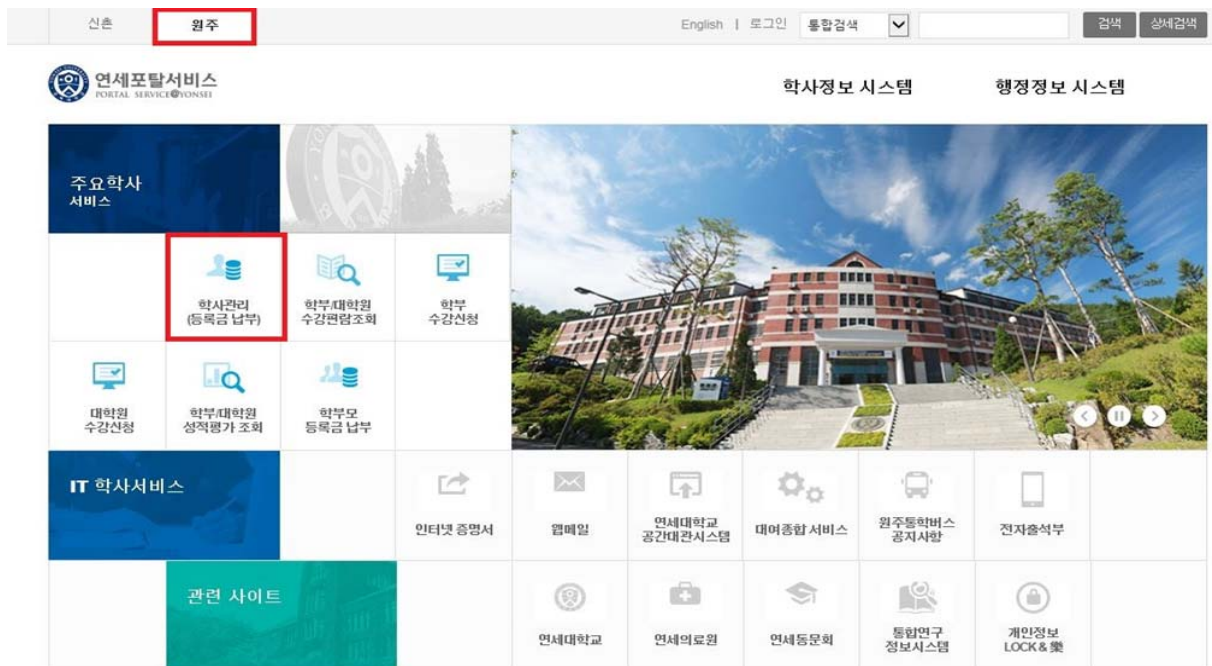 신촌
원주
English | 로그인
통합검색
검색
상세검색
연세포탈서비스
PORTAL SERVICE@YONSEI
학사정보 시스템
행정정보 시스템
주요학사
서비스
학사관리
(등록금 납부)
학부/대학원
수강편람조회
학부
수강신청
대학원
수강신청
학부/대학원
성적평가 조회
학부모
등록금 납부
IT 학사서비스
인터넷 증명서
웹메일
연세대학교
공간대관시스템
대여종합 서비스
원주통학버스
공지사항
전자출석부
관련 사이트
연세대학교
연세의료원
연세동문회
통합연구
정보시스템
개인정보
LOCK & 樂